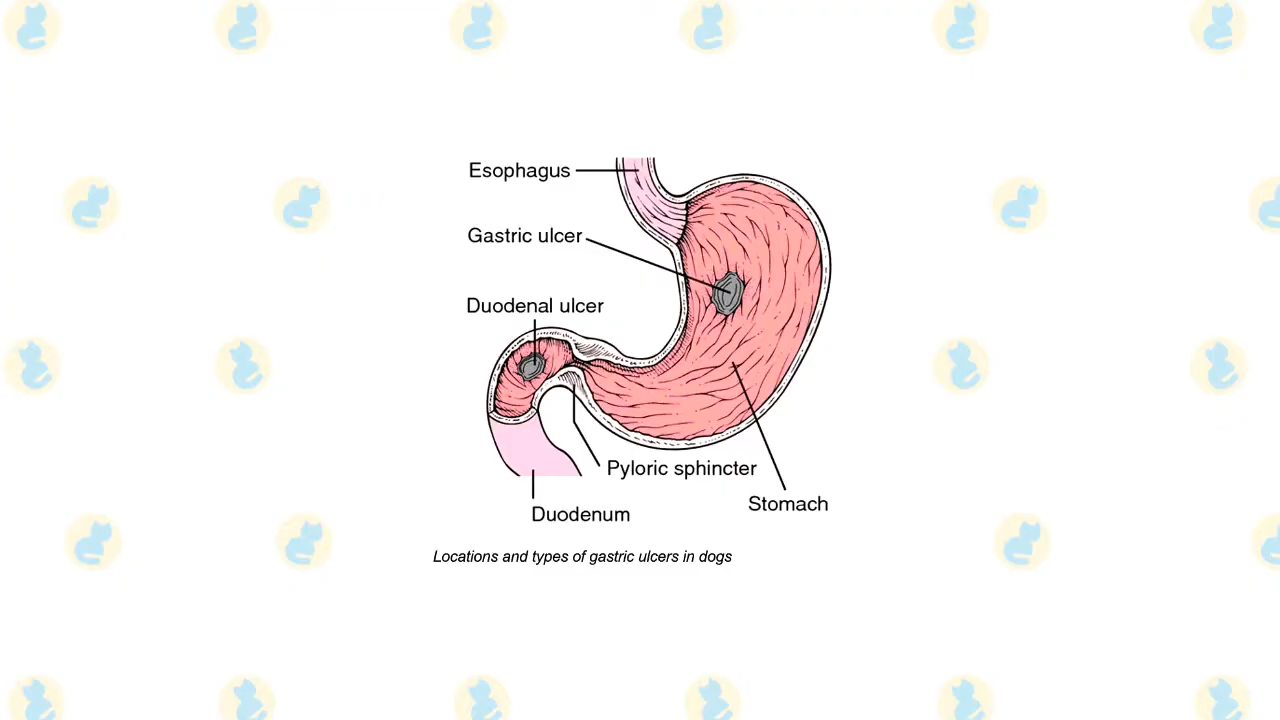 Esophagus
Gastric ulcer
Duodenal ulcer
Pyloric sphincter
Stomach
Duodenum
Locations and types of gastric ulcers in dogs